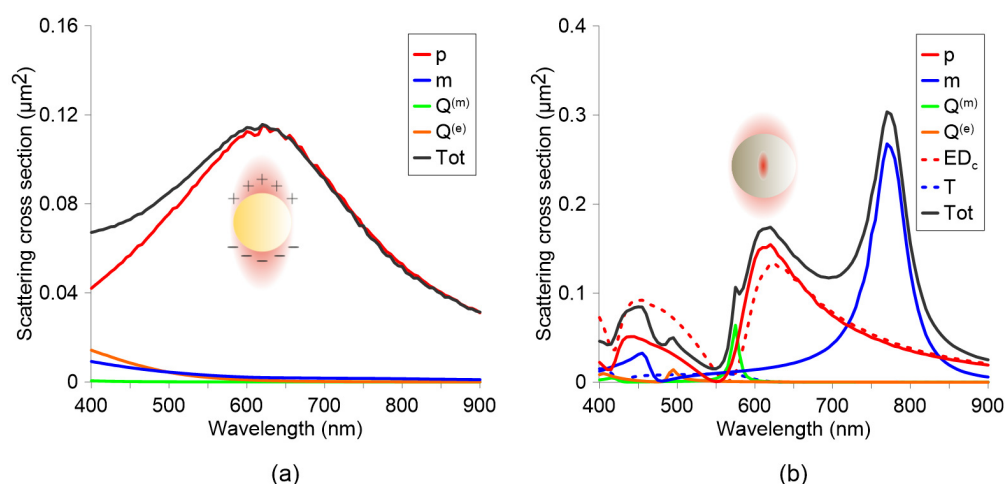 (a)
Scattering cross section (μm²)
0.16
0.12
0.08
0.04
0
400 500 600 700 800 900
Wavelength (nm)
p
m
Q⁽ᵐ⁾
Q⁽ᵉ⁾
Tot
+ + + + + +
− − − − −
(a)
(b)
Scattering cross section (μm²)
0.4
0.3
0.2
0.1
0
400 500 600 700 800 900
Wavelength (nm)
p
m
Q⁽ᵐ⁾
Q⁽ᵉ⁾
ED_c
T
Tot
(b)